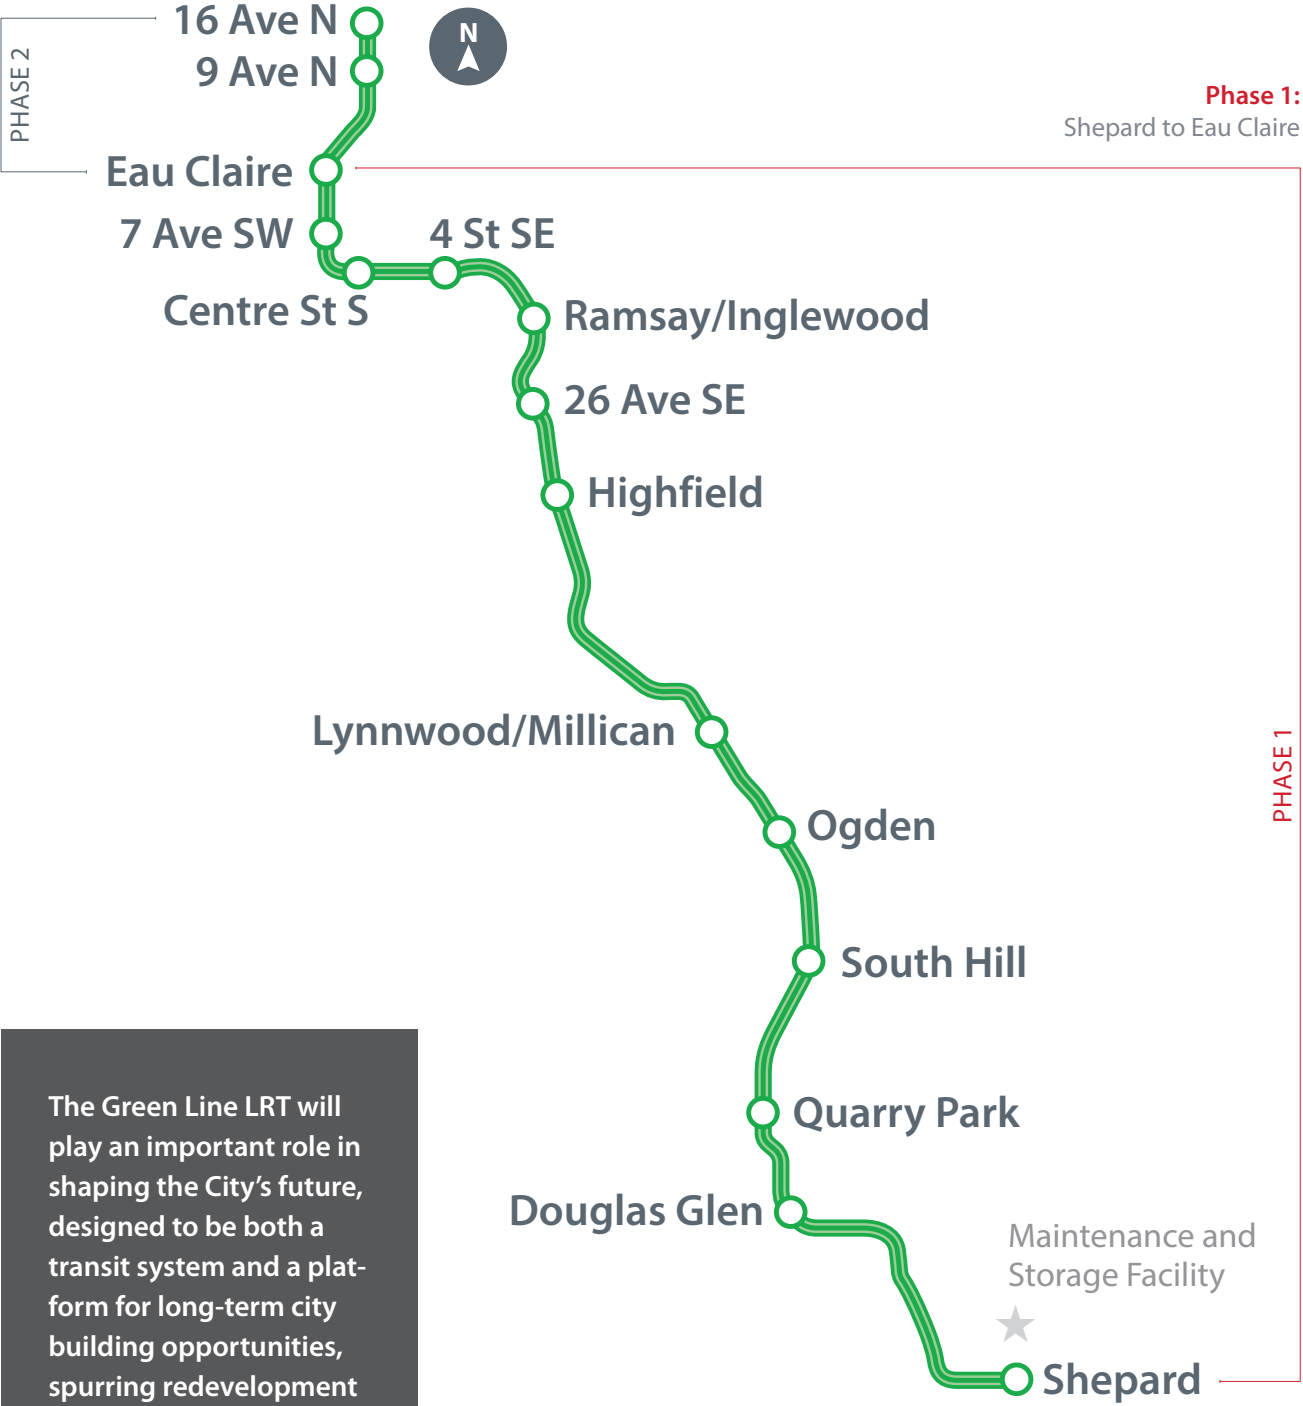 16 Ave N
N
9 Ave N
PHASE 2
Phase 1:
Shepard to Eau Claire
Eau Claire
7 Ave SW
4 St SE
Centre St S
Ramsay/Inglewood
26 Ave SE
Highfield
Lynnwood/Millican
PHASE 1
Ogden
South Hill
Quarry Park
Douglas Glen
Maintenance and
Storage Facility
Shepard
The Green Line LRT will
play an important role in
shaping the City’s future,
designed to be both a
transit system and a plat-
form for long-term city
building opportunities,
spurring redevelopment